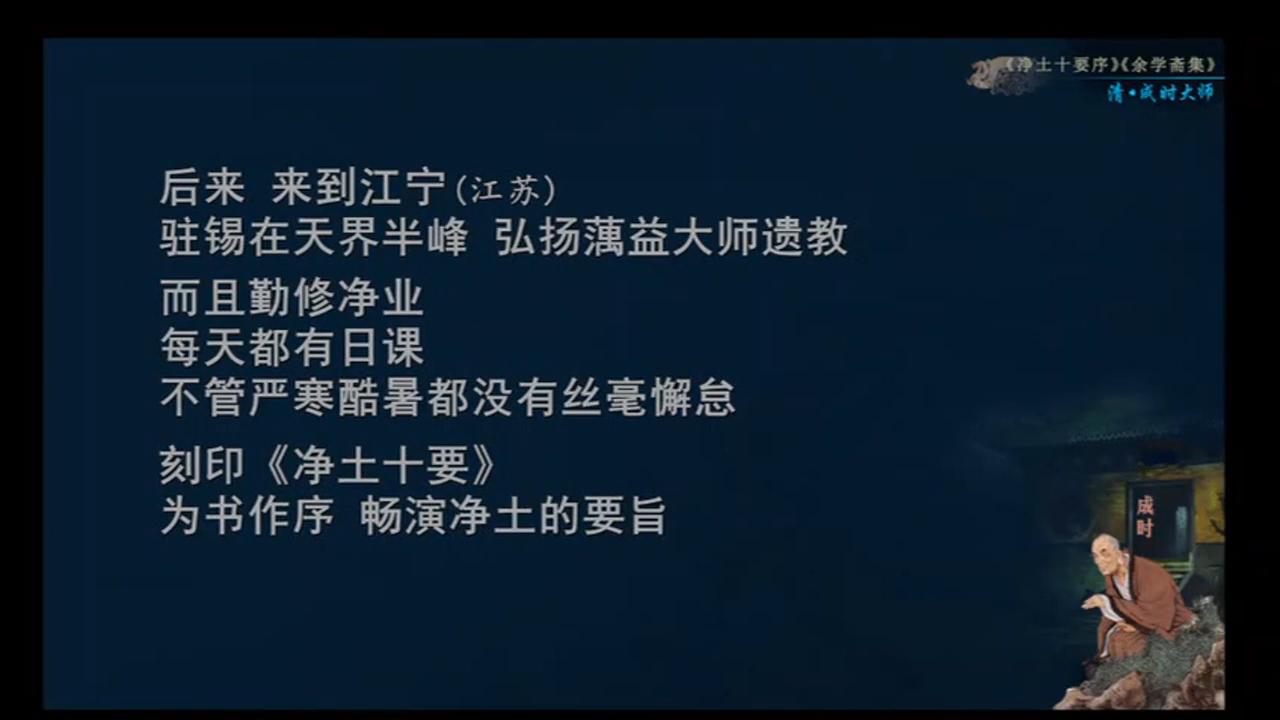 《净土十要序》《余学斋集》
清·成时大师
后来 来到江宁(江苏)
驻锡在天界半峰 弘扬蕅益大师遗教
而且勤修净业
每天都有日课
不管严寒酷暑都没有丝毫懈怠
刻印《净土十要》
为书作序 畅演净土的要旨
成时